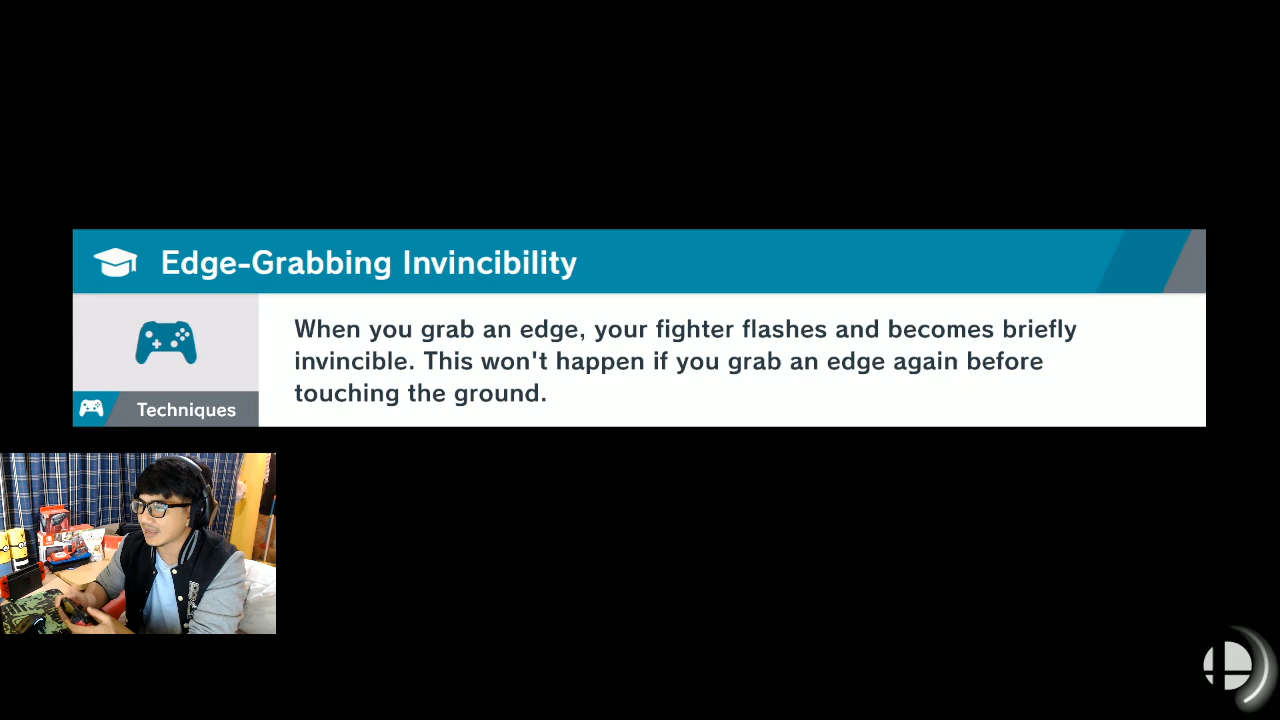 Edge-Grabbing Invincibility
When you grab an edge, your fighter flashes and becomes briefly
invincible. This won't happen if you grab an edge again before
touching the ground.
Techniques